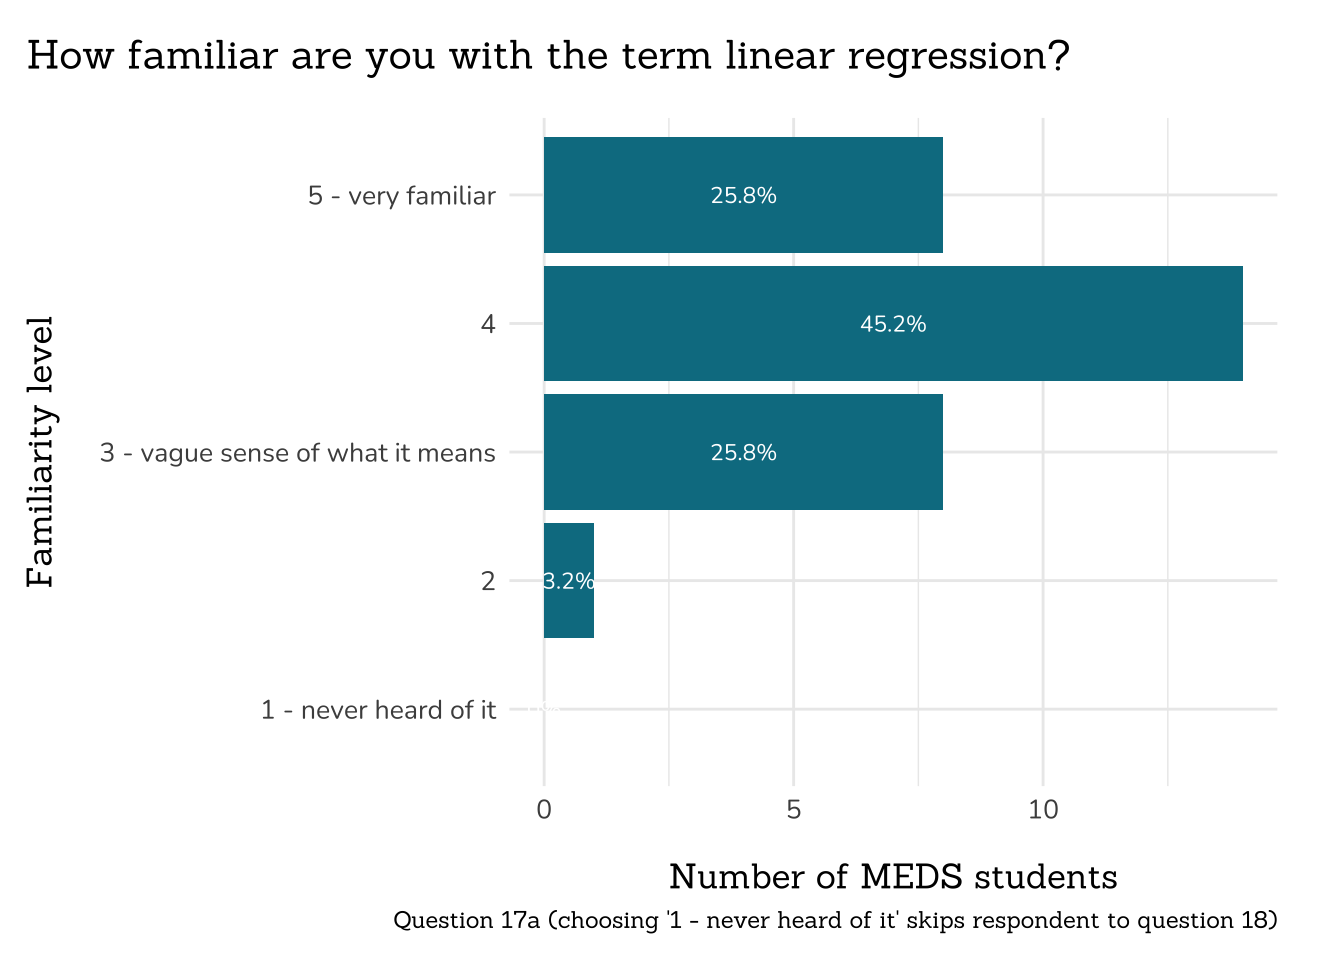 How familiar are you with the term linear regression?
5 - very familiar
25.8%
4
45.2%
3 - vague sense of what it means
25.8%
2
3.2%
1 - never heard of it
0
5
10
Familiarity level
Number of MEDS students
Question 17a (choosing '1 - never heard of it' skips respondent to question 18)